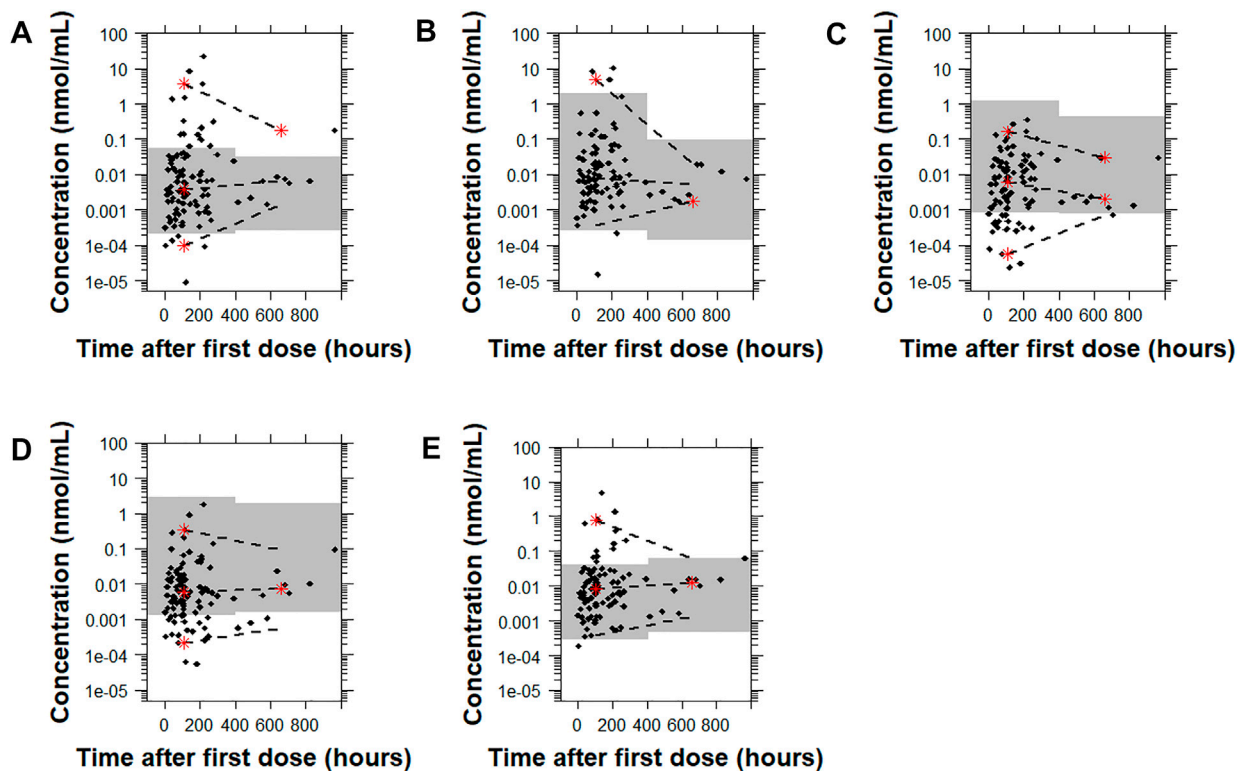 A
Concentration (nmol/mL)
100
10
1
0.1
0.01
0.001
1e-04
1e-05
0 200 400 600 800
Time after first dose (hours)
B
Concentration (nmol/mL)
100
10
1
0.1
0.01
0.001
1e-04
1e-05
0 200 400 600 800
Time after first dose (hours)
C
Concentration (nmol/mL)
100
10
1
0.1
0.01
0.001
1e-04
1e-05
0 200 400 600 800
Time after first dose (hours)
D
Concentration (nmol/mL)
100
10
1
0.1
0.01
0.001
1e-04
1e-05
0 200 400 600 800
Time after first dose (hours)
E
Concentration (nmol/mL)
100
10
1
0.1
0.01
0.001
1e-04
1e-05
0 200 400 600 800
Time after first dose (hours)